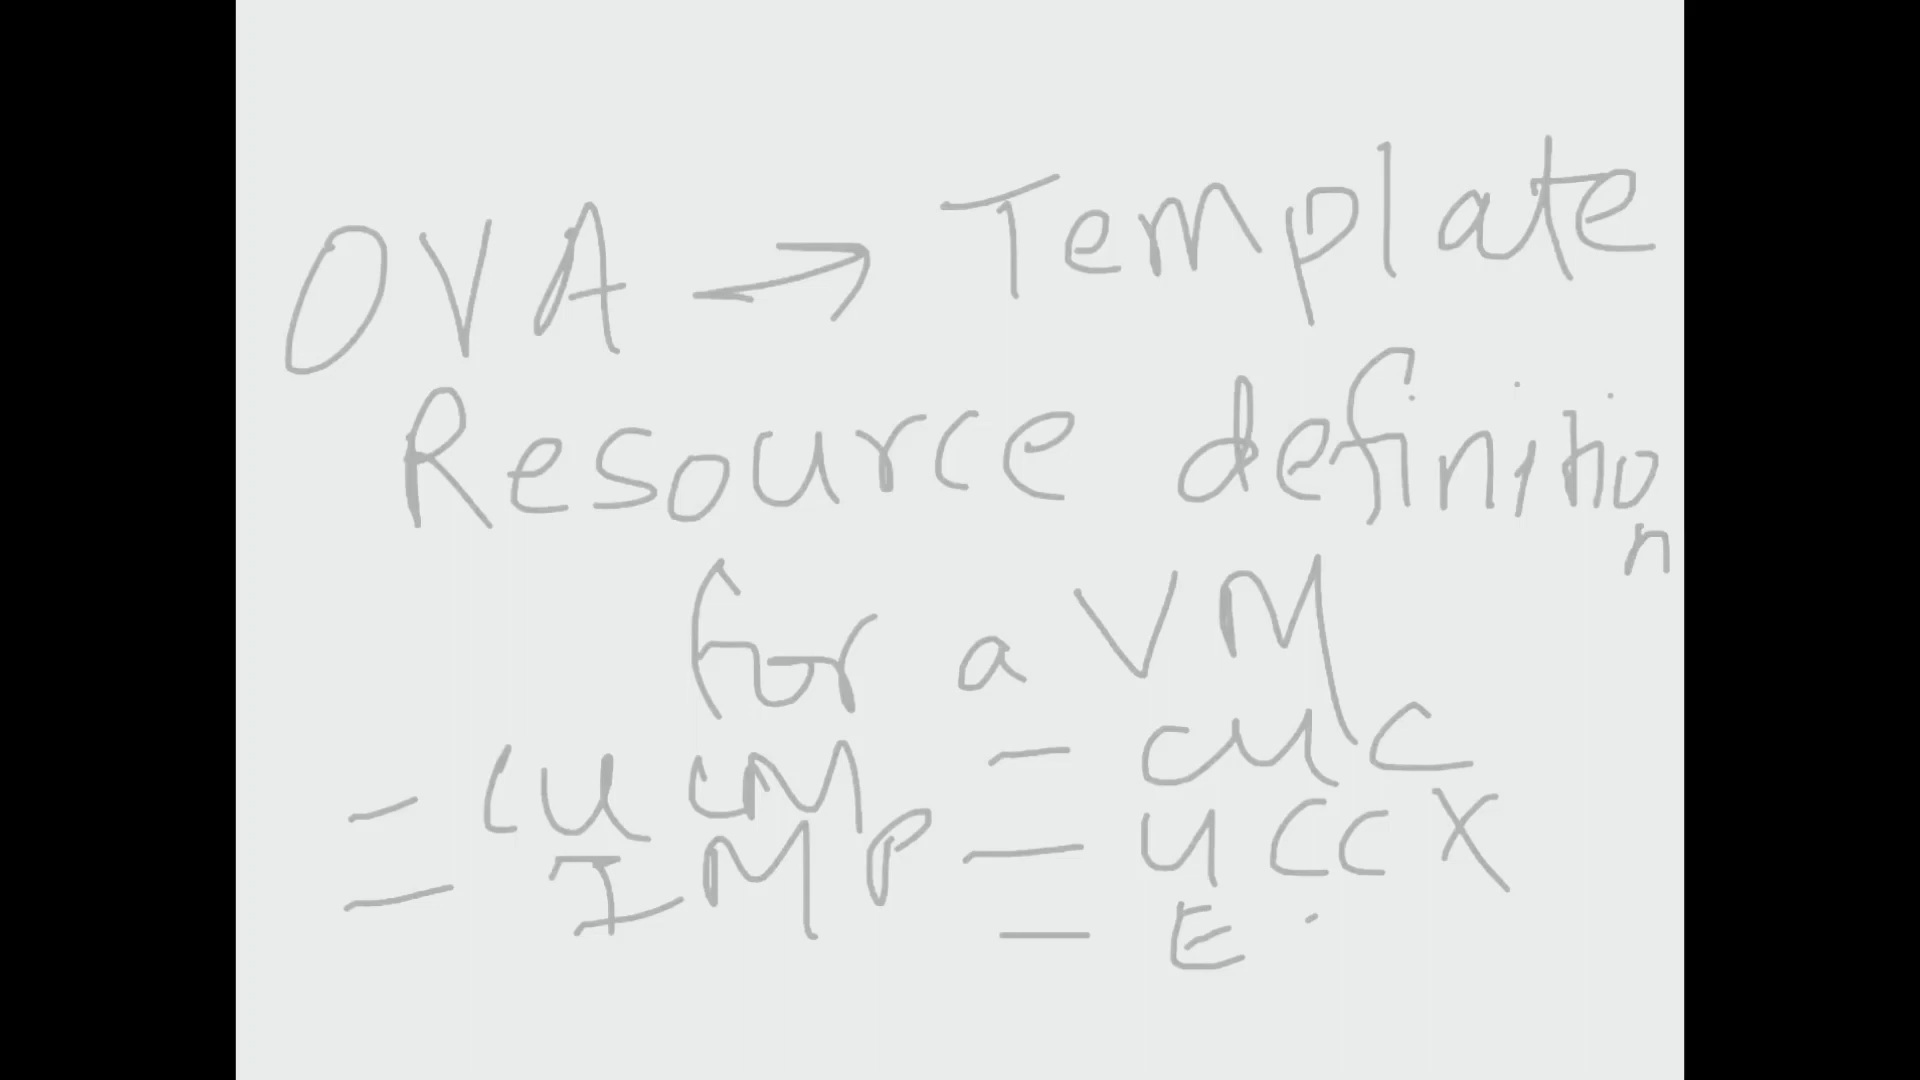 OVA → Template
Resource definition
for a VM
- CUCM - CUC
- IMP - UCCX
- E.